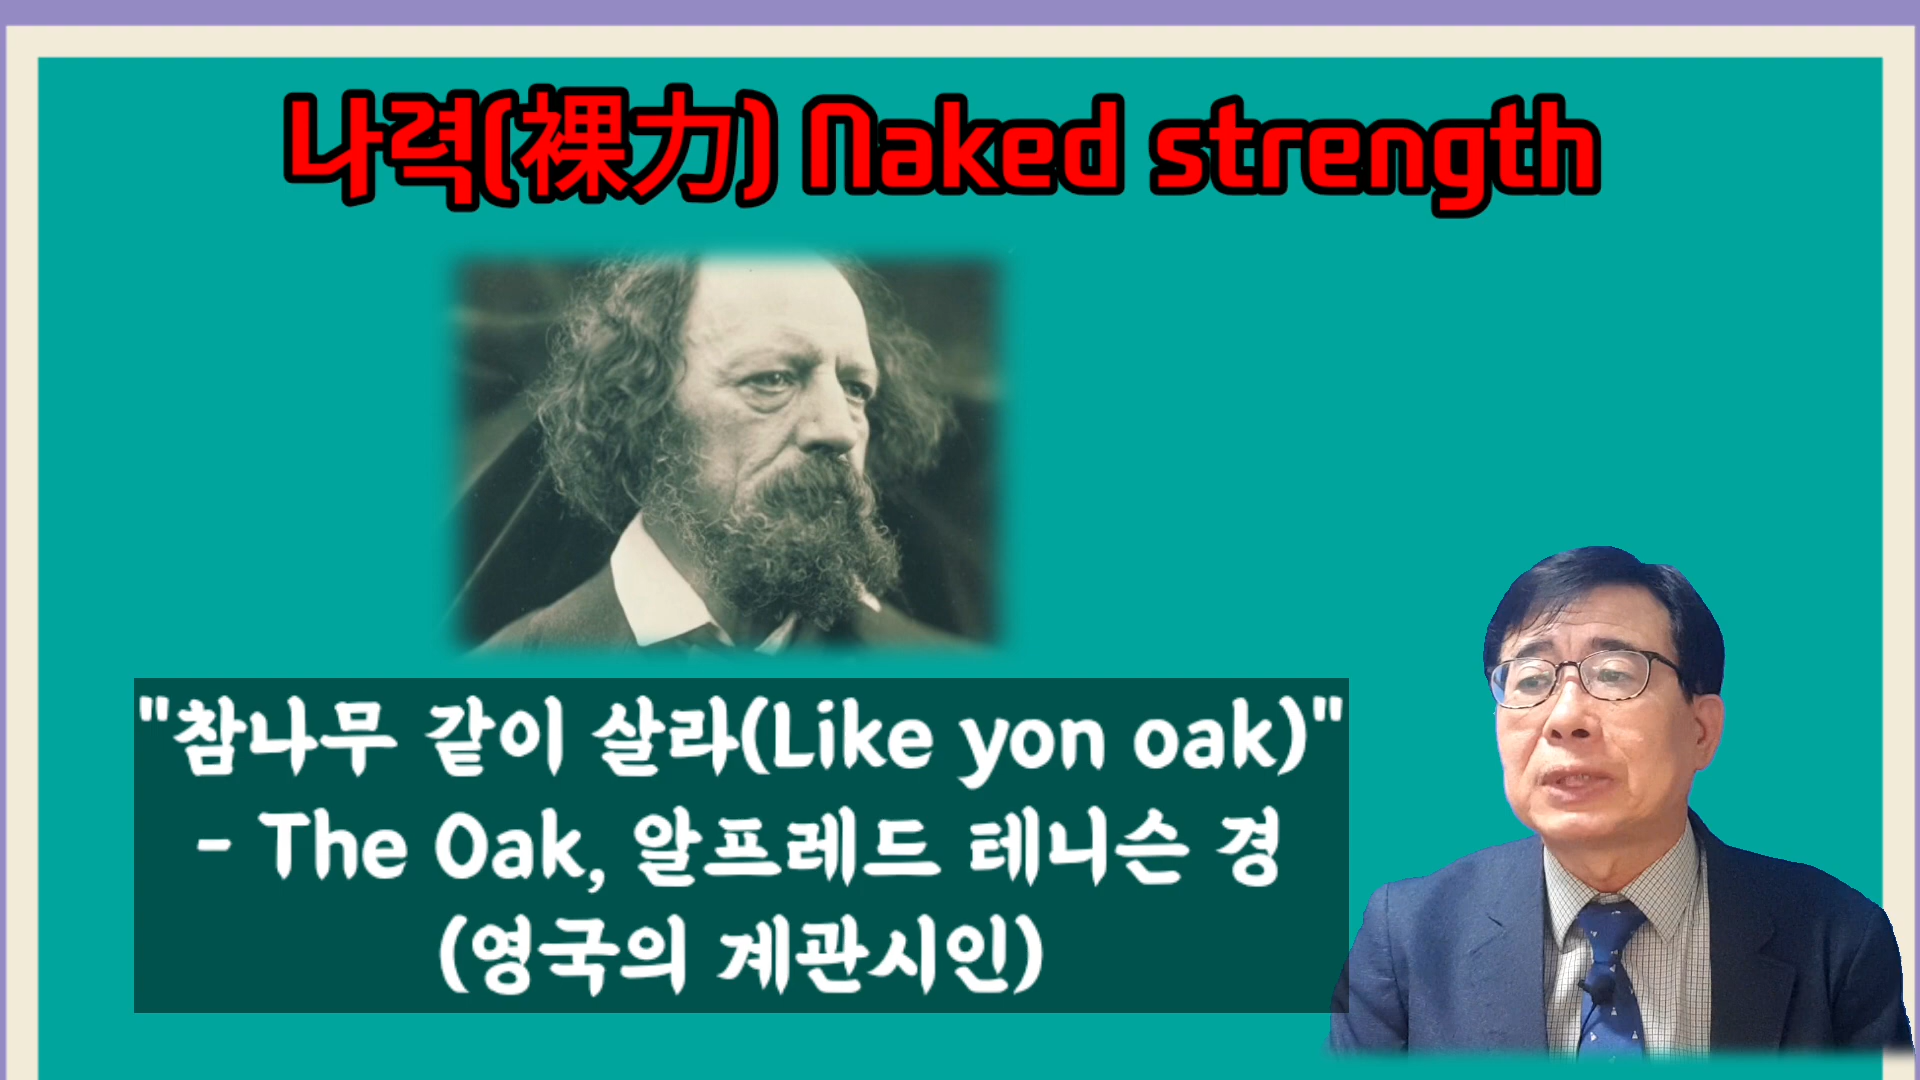 나력(裸力) Naked strength
"참나무 같이 살라(Like yon oak)"
- The Oak, 알프레드 테니슨 경
(영국의 계관시인)